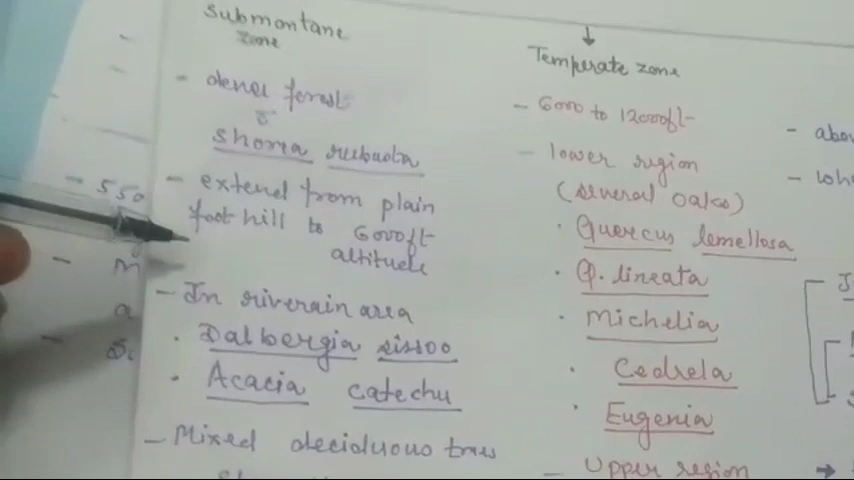 Submontane
zone
- dense forest
of
Shorea rubusta
- extend from plain
foot hill to 6000ft
altitude
- In riverain area
· Dalbergia sissoo
· Acacia catechu
- Mixed deciduous trees
Temperate zone
- 6000 to 12000ft
- lower region
(several oaks)
· Quercus lemellosa
· Q. lineata
· Michelia
· Cedrela
· Eugenia
- Upper region
- 550